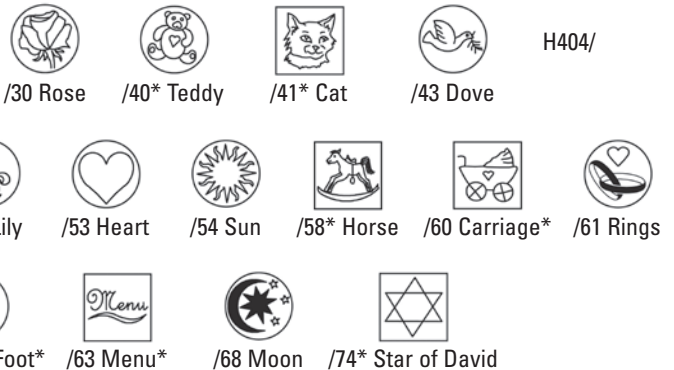 /30 Rose /40* Teddy /41* Cat /43 Dove H404/
/53 Heart /54 Sun /58* Horse /60 Carriage* /61 Rings
Menu
Foot* /63 Menu* /68 Moon /74* Star of David